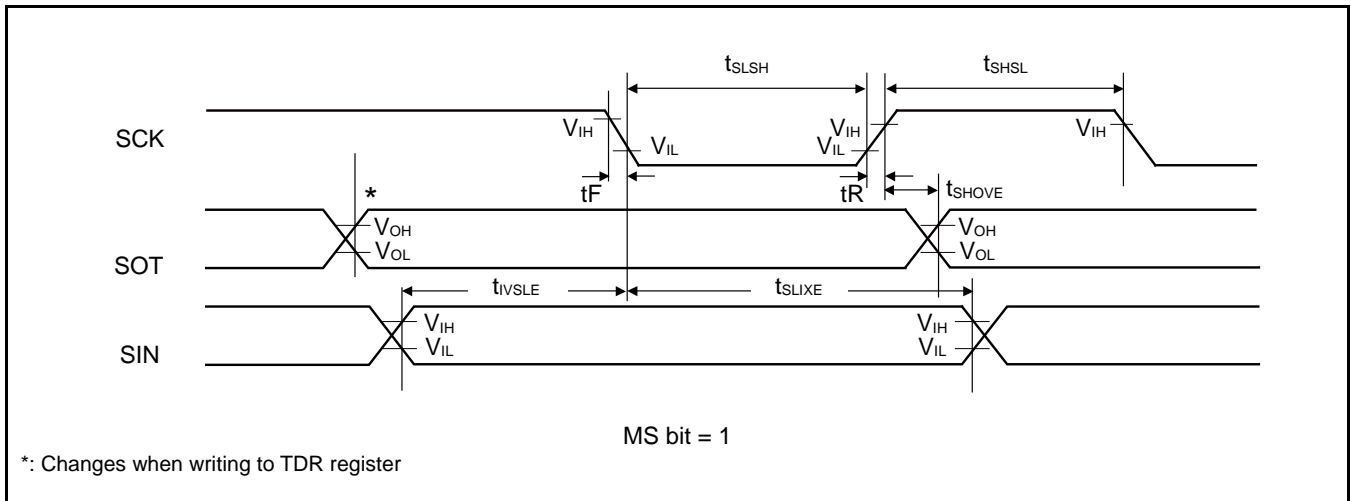 tSLSH
tSHSL
SCK
VIH
VIL
VIL
VIH
VIH
tF
tR
tSHOVE
*
SOT
VOH
VOL
VOH
VOL
tIVSLE
tSLIXE
SIN
VIH
VIL
VIH
VIL
MS bit = 1
*: Changes when writing to TDR register